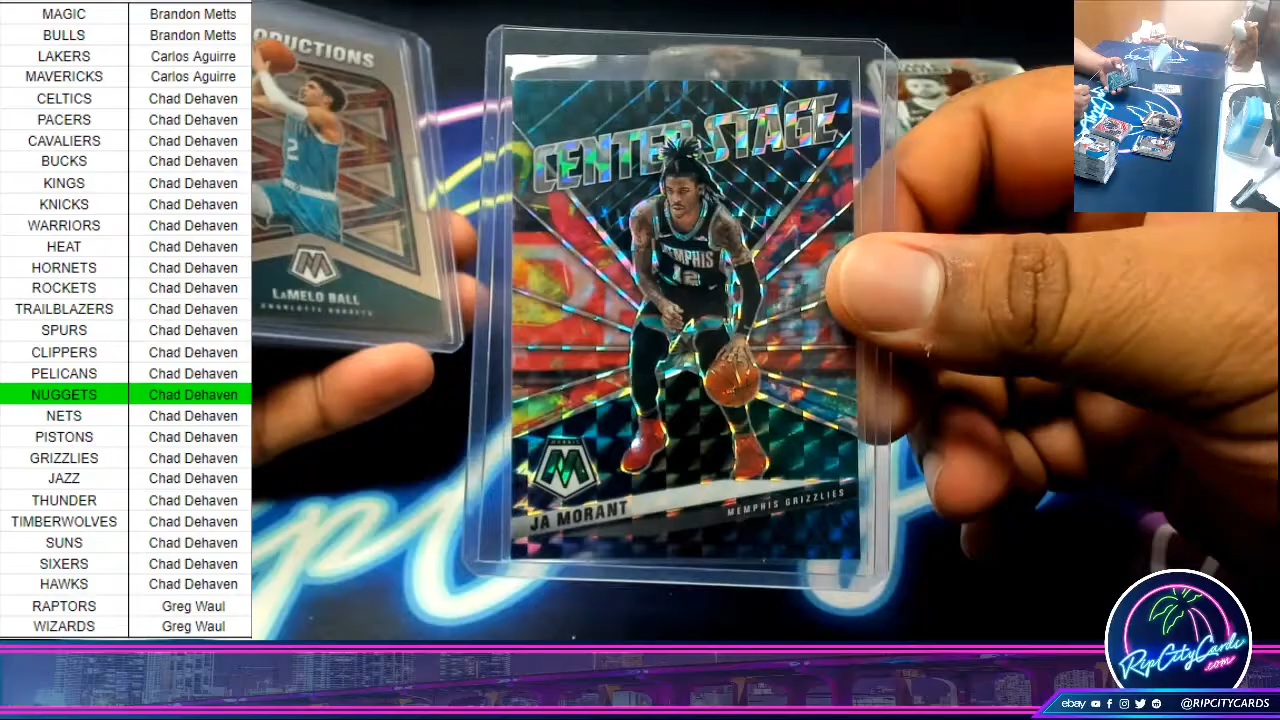 MAGIC Brandon Metts
BULLS Brandon Metts
LAKERS Carlos Aguirre
MAVERICKS Carlos Aguirre
CELTICS Chad Dehaven
PACERS Chad Dehaven
CAVALIERS Chad Dehaven
BUCKS Chad Dehaven
KINGS Chad Dehaven
KNICKS Chad Dehaven
WARRIORS Chad Dehaven
HEAT Chad Dehaven
HORNETS Chad Dehaven
ROCKETS Chad Dehaven
TRAILBLAZERS Chad Dehaven
SPURS Chad Dehaven
CLIPPERS Chad Dehaven
PELICANS Chad Dehaven
NUGGETS Chad Dehaven
NETS Chad Dehaven
PISTONS Chad Dehaven
GRIZZLIES Chad Dehaven
JAZZ Chad Dehaven
THUNDER Chad Dehaven
TIMBERWOLVES Chad Dehaven
SUNS Chad Dehaven
SIXERS Chad Dehaven
HAWKS Chad Dehaven
RAPTORS Greg Waul
WIZARDS Greg Waul
ODUCTIONS
2
LAMELO BALL
CHARLOTTE HORNETS
CENTER STAGE
MEMPHIS
12
MOSAIC
JA MORANT
MEMPHIS GRIZZLIES
RipCityCards
.com
ebay
@RIPCITYCARDS